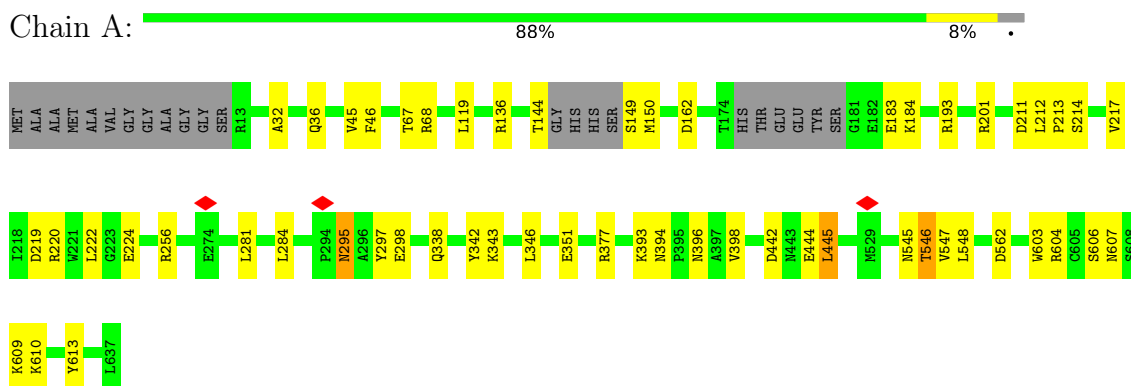 Chain A:
88% 8% •
MET ALA ALA MET ALA VAL GLY GLY ALA GLY GLY SER R13 A32 Q36 V45 F46 T67 R68 L119 R136 T144 GLY HIS HIS SER S149 M150 D162 T174 HIS THR GLU GLU TYR SER G181 E182 E183 K184 R193 R201 D211 L212 P213 S214 V217
I218 D219 R220 W221 L222 G223 E224 R256 E274 L281 L284 P294 N295 A296 Y297 E298 Q338 Y342 K343 L346 E351 R377 K393 N394 P395 N396 A397 V398 D442 N443 E444 L445 M529 N545 T546 V547 L548 D562 W603 R604 C605 S606 N607 S608
K609 K610 Y613 L637